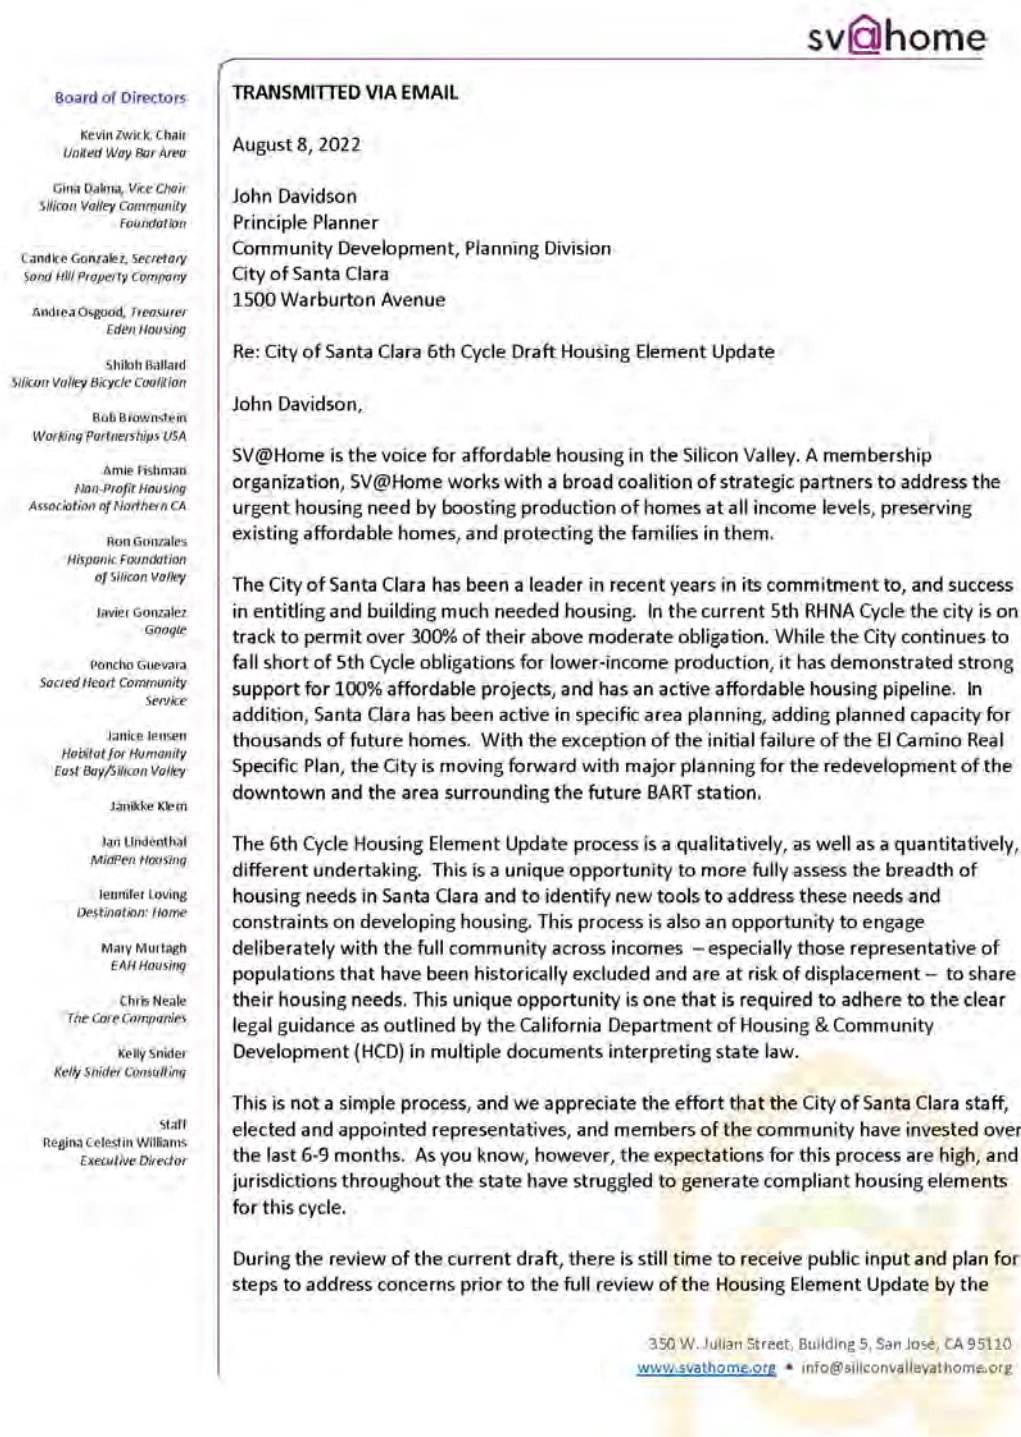 sv@home
Board of Directors
Kevin Zwick, Chair
United Way Bar Area
Gina Dalma, Vice Chair
Silicon Valley Community
Foundation
Candice Gonzalez, Secretary
Sand Hill Property Company
Andrea Osgood, Treasurer
Eden Housing
Shiloh Ballard
Silicon Valley Bicycle Coalition
Bob Brownstein
Working Partnerships USA
Amie Fishman
Non-Profit Housing
Association of Northern CA
Ron Gonzales
Hispanic Foundation
of Silicon Valley
Javier Gonzalez
Google
Poncho Guevara
Sacred Heart Community
Service
Janice Jensen
Habitat for Humanity
East Bay/Silicon Valley
Janikke Klem
Jan Lindenthal
MidPen Housing
Jennifer Loving
Destination: Home
Mary Murtagh
EAH Housing
Chris Neale
The Core Companies
Kelly Snider
Kelly Snider Consulting
Staff
Regina Celestin Williams
Executive Director
TRANSMITTED VIA EMAIL
August 8, 2022
John Davidson
Principle Planner
Community Development, Planning Division
City of Santa Clara
1500 Warburton Avenue
Re: City of Santa Clara 6th Cycle Draft Housing Element Update
John Davidson,
SV@Home is the voice for affordable housing in the Silicon Valley. A membership
organization, SV@Home works with a broad coalition of strategic partners to address the
urgent housing need by boosting production of homes at all income levels, preserving
existing affordable homes, and protecting the families in them.
The City of Santa Clara has been a leader in recent years in its commitment to, and success
in entitling and building much needed housing. In the current 5th RHNA Cycle the city is on
track to permit over 300% of their above moderate obligation. While the City continues to
fall short of 5th Cycle obligations for lower-income production, it has demonstrated strong
support for 100% affordable projects, and has an active affordable housing pipeline. In
addition, Santa Clara has been active in specific area planning, adding planned capacity for
thousands of future homes. With the exception of the initial failure of the El Camino Real
Specific Plan, the City is moving forward with major planning for the redevelopment of the
downtown and the area surrounding the future BART station.
The 6th Cycle Housing Element Update process is a qualitatively, as well as a quantitatively,
different undertaking. This is a unique opportunity to more fully assess the breadth of
housing needs in Santa Clara and to identify new tools to address these needs and
constraints on developing housing. This process is also an opportunity to engage
deliberately with the full community across incomes – especially those representative of
populations that have been historically excluded and are at risk of displacement – to share
their housing needs. This unique opportunity is one that is required to adhere to the clear
legal guidance as outlined by the California Department of Housing & Community
Development (HCD) in multiple documents interpreting state law.
This is not a simple process, and we appreciate the effort that the City of Santa Clara staff,
elected and appointed representatives, and members of the community have invested over
the last 6-9 months. As you know, however, the expectations for this process are high, and
jurisdictions throughout the state have struggled to generate compliant housing elements
for this cycle.
During the review of the current draft, there is still time to receive public input and plan for
steps to address concerns prior to the full review of the Housing Element Update by the
350 W. Julian Street, Building 5, San Jose, CA 95110
www.svathome.org • info@siliconvalleyathome.org